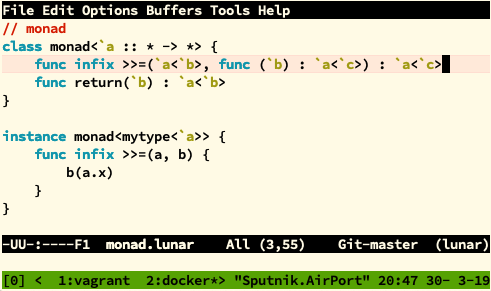 File Edit Options Buffers Tools Help
// monad
class monad<`a :: * -> *> {
    func infix >>=(`a<`b>, func (`b) : `a<`c>) : `a<`c>
    func return(`b) : `a<`b>
}
instance monad<mytype<`a>> {
    func infix >>=(a, b) {
        b(a.x)
    }
}
-UU-:----F1  monad.lunar    All (3,55)    Git-master  (lunar)
[0] <  1:vagrant  2:docker*> "Sputnik.AirPort" 20:47 30- 3-19